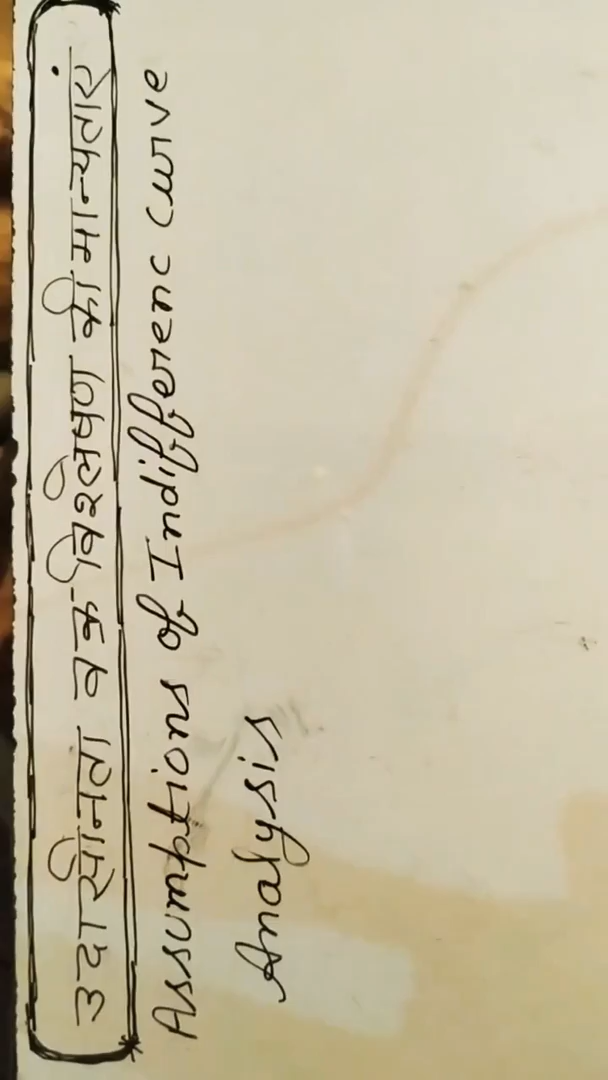 उदासीनता वक्र विश्लेषण की मान्यताये
Assumptions of Indifferenc curve
Analysis